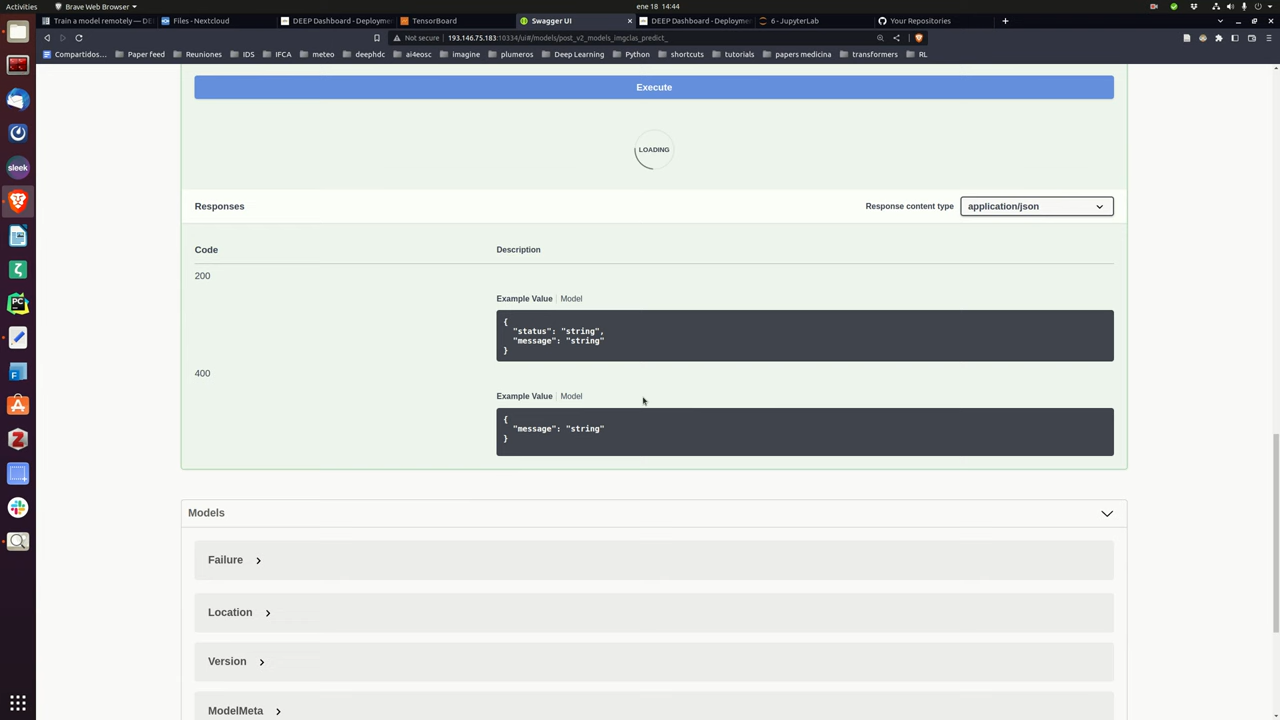 Activities
Brave Web Browser
ene 18 14:44
Train a model remotely — DE
Files - Nextcloud
DEEP Dashboard - Deployme
TensorBoard
Swagger UI
DEEP Dashboard - Deployme
6 - JupyterLab
Your Repositories
Not secure | 193.146.75.183:10334/ui#/models/post_v2_models_imgclas_predict_
Compartidos… Paper feed Reuniones IDS IFCA meteo deephdc ai4eosc imagine plumeros Deep Learning Python shortcuts tutorials papers medicina transformers RL
sleek
Execute
LOADING
Responses
Response content type
application/json
Code
Description
200
Example Value | Model
{
"status": "string",
"message": "string"
}
400
Example Value | Model
{
"message": "string"
}
Models
Failure
Location
Version
ModelMeta